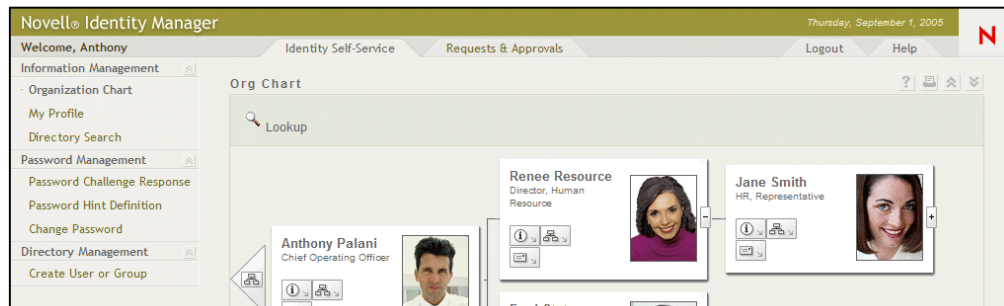 Novell® Identity Manager
Thursday, September 1, 2005
N
Welcome, Anthony
Identity Self-Service
Requests & Approvals
Logout
Help
Information Management
Organization Chart
My Profile
Directory Search
Password Management
Password Challenge Response
Password Hint Definition
Change Password
Directory Management
Create User or Group
Org Chart
?
Lookup
Anthony Palani
Chief Operating Officer
Renee Resource
Director, Human
Resource
Jane Smith
HR, Representative